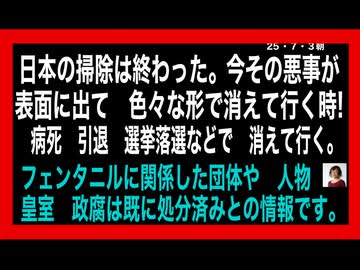 25・7・3朝
日本の掃除は終わった。今その悪事が
表面に出て　色々な形で消えて行く時!
病死　引退　選挙落選などで　消えて行く。
フェンタニルに関係した団体や　人物
皇室　政腐は既に処分済みとの情報です。